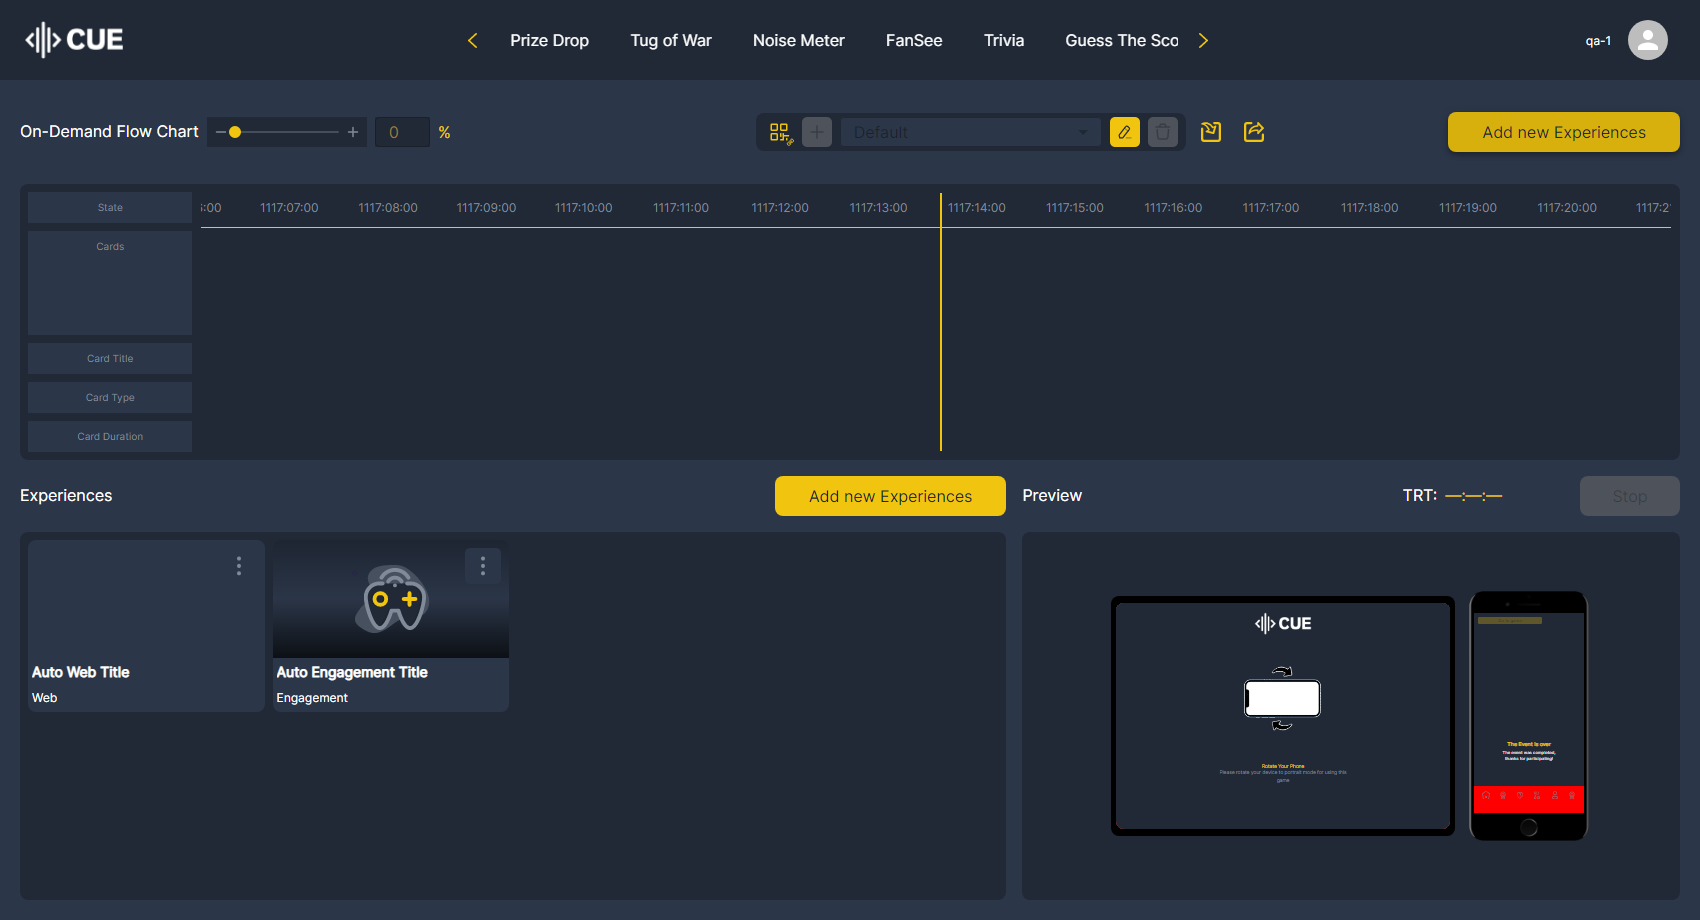 CUE
Prize Drop
Tug of War
Noise Meter
FanSee
Trivia
Guess The Sco
qa-1
On-Demand Flow Chart
0
%
Default
Add new Experiences
State
:00
1117:07:00
1117:08:00
1117:09:00
1117:10:00
1117:11:00
1117:12:00
1117:13:00
1117:14:00
1117:15:00
1117:16:00
1117:17:00
1117:18:00
1117:19:00
1117:20:00
1117:2
Cards
Card Title
Card Type
Card Duration
Experiences
Add new Experiences
Preview
TRT: —:—:—
Stop
Auto Web Title
Web
Auto Engagement Title
Engagement
CUE
Rotate Your Phone
Please rotate your device to portrait mode for using this
game
The Event is over
The event was completed,
thanks for participating!